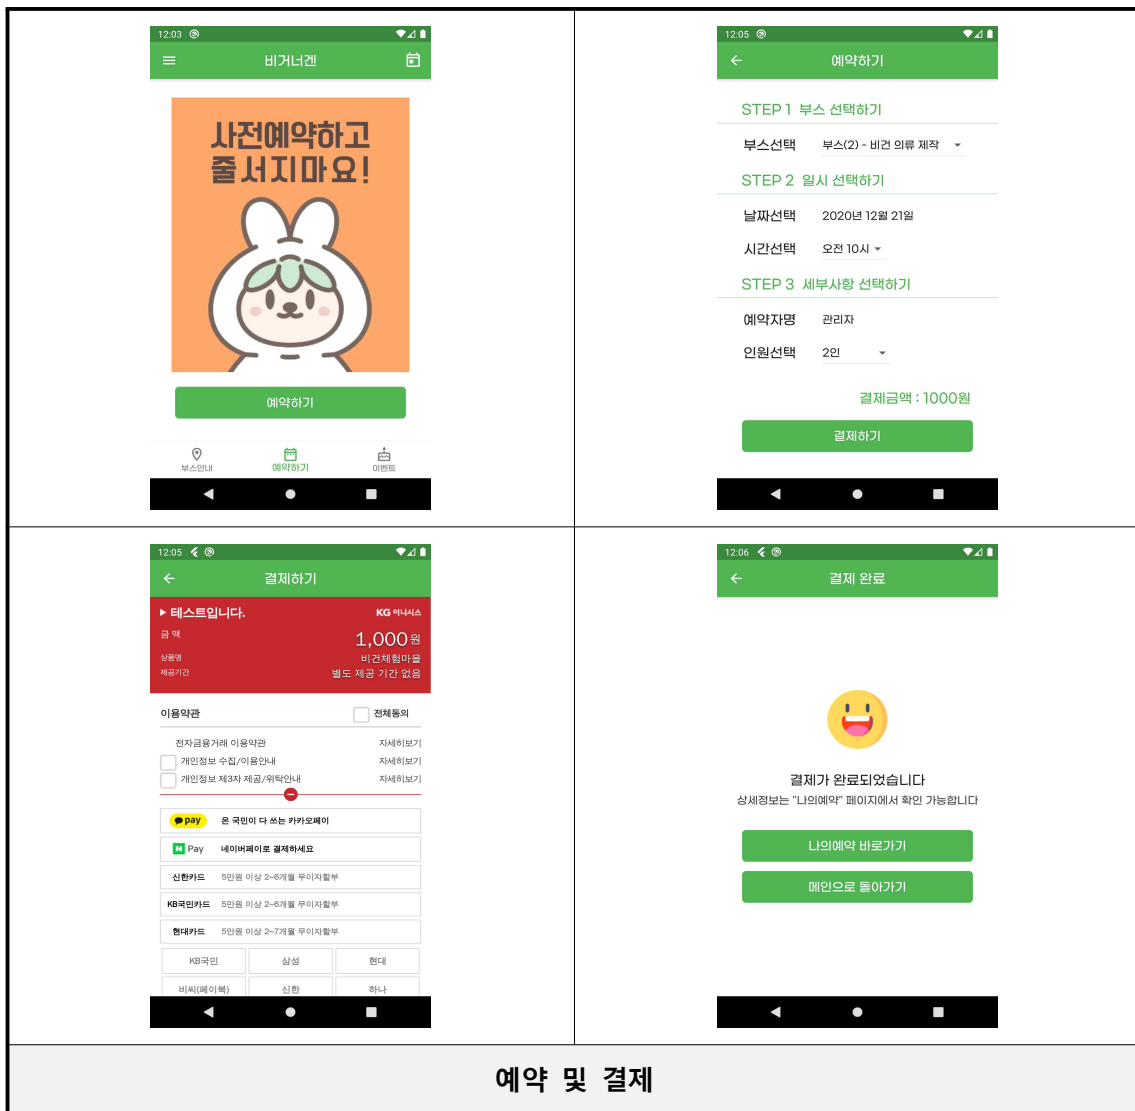 12:03
비거너겐
사전예약하고
줄서지마요!
예약하기
부스안내
예약하기
이벤트
12:05
예약하기
STEP 1 부스 선택하기
부스선택 부스(2) - 비건 의류 제작
STEP 2 일시 선택하기
날짜선택 2020년 12월 21일
시간선택 오전 10시
STEP 3 세부사항 선택하기
예약자명 관리자
인원선택 2인
결제금액 : 1000원
결제하기
12:05
결제하기
테스트입니다. KG 이니시스
금 액 1,000원
상품명 비건체험마을
제공기간 별도 제공 기간 없음
이용약관 전체동의
전자금융거래 이용약관 자세히보기
개인정보 수집/이용안내 자세히보기
개인정보 제3자 제공/위탁안내 자세히보기
pay 온 국민이 다 쓰는 카카오페이
N Pay 네이버페이로 결제하세요
신한카드 5만원 이상 2~6개월 무이자할부
KB국민카드 5만원 이상 2~6개월 무이자할부
현대카드 5만원 이상 2~7개월 무이자할부
KB국민 삼성 현대
비씨(페이북) 신한 하나
12:06
결제 완료
결제가 완료되었습니다
상세정보는 "나의예약" 페이지에서 확인 가능합니다
나의예약 바로가기
메인으로 돌아가기
예약 및 결제